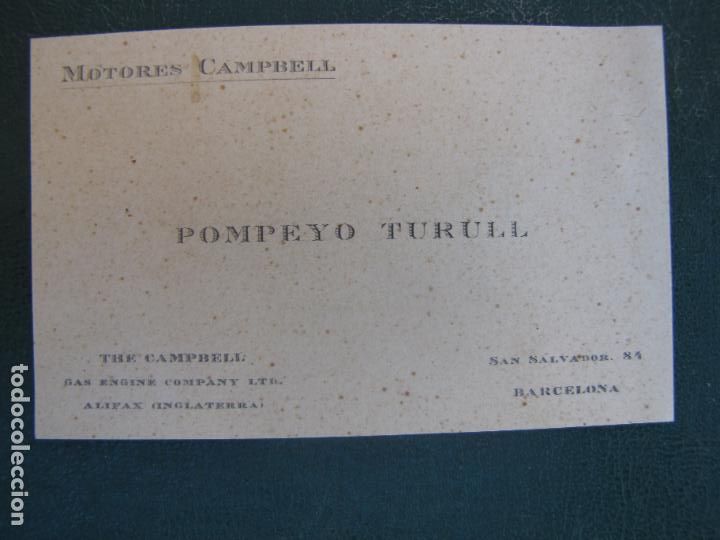 MOTORES CAMPBELL
POMPEYO TURULL
THE CAMPBELL
GAS ENGINE COMPANY LTD.
ALIFAX (INGLATERRA)
SAN SALVADOR. 84
BARCELONA
todocoleccion